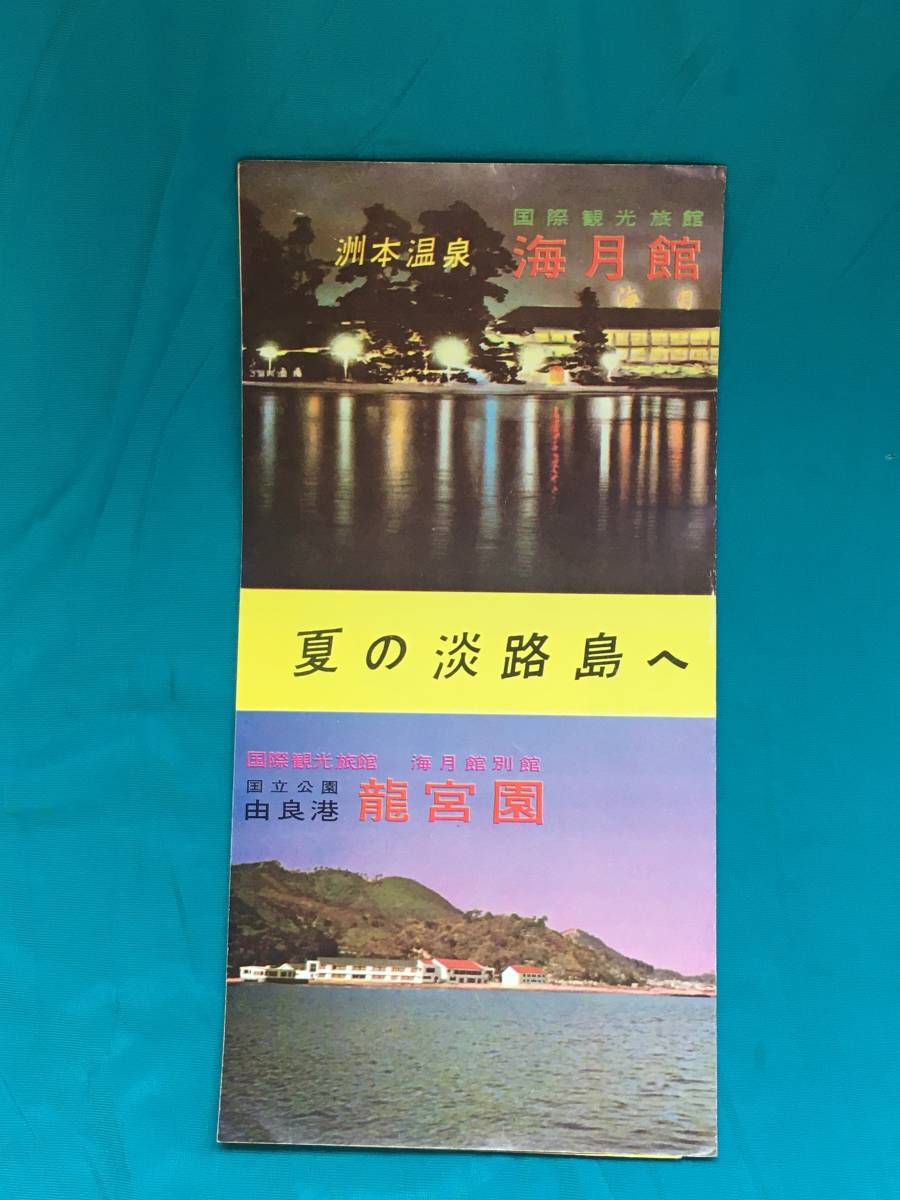 国際観光旅館
洲本温泉 海月館
海月
夏の淡路島へ
国際観光旅館 海月館別館
国立公園
由良港 龍宮園